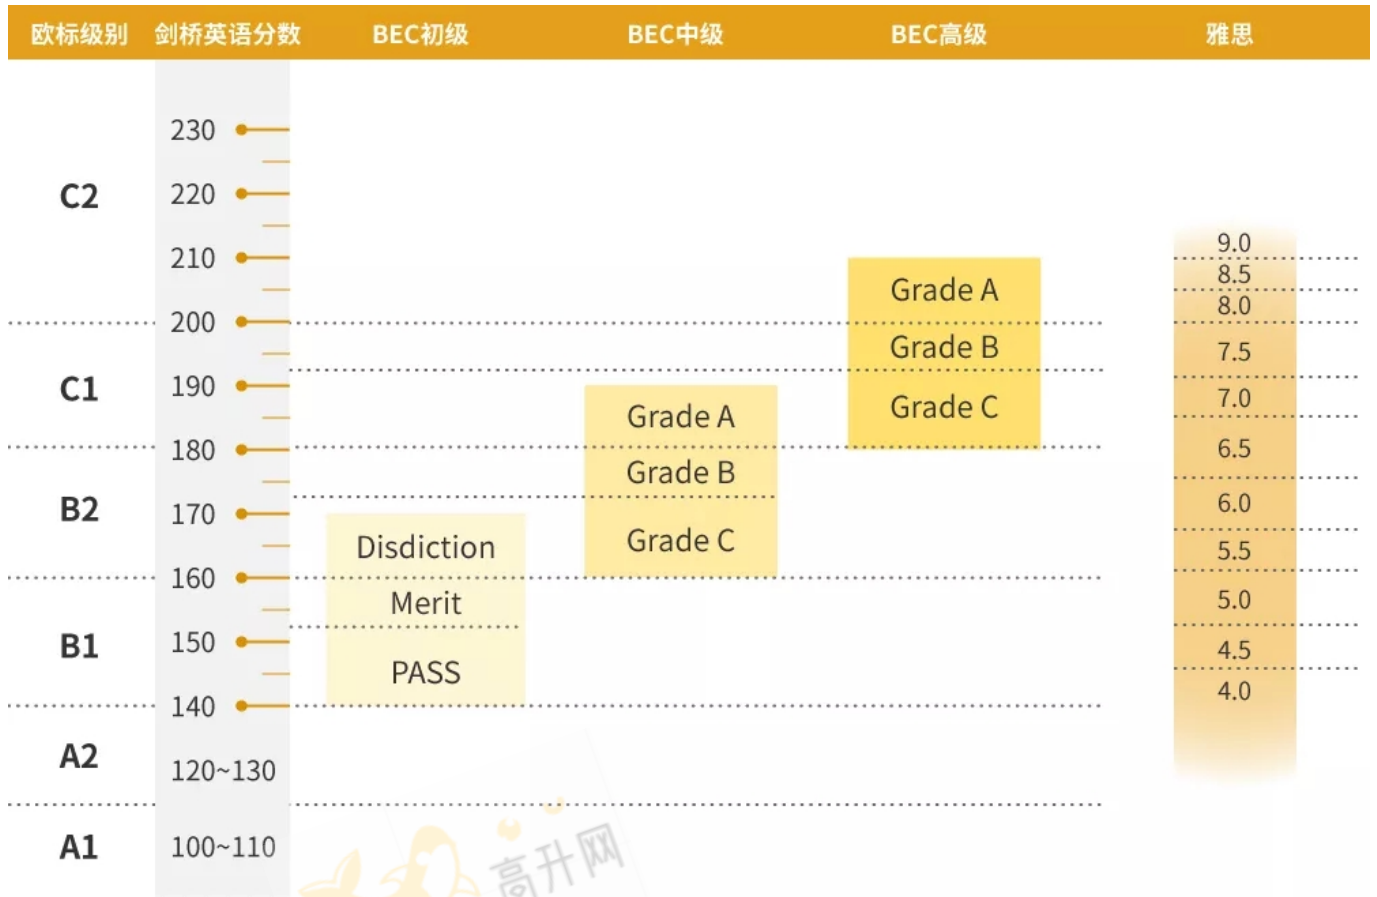 欧标级别 剑桥英语分数 BEC初级 BEC中级 BEC高级 雅思
230
C2 220
210 9.0
8.5
Grade A 8.0
200
Grade B 7.5
C1 190 7.0
Grade A Grade C
180 6.5
Grade B
B2 170 6.0
Disdiction Grade C 5.5
160
Merit 5.0
B1 150 4.5
PASS 4.0
140
A2
120~130
A1 100~110
高升网